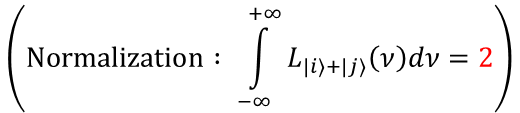 (Normalization : ∫_{−∞}^{+∞} L_{|i⟩+|j⟩}(ν)dν = 2)